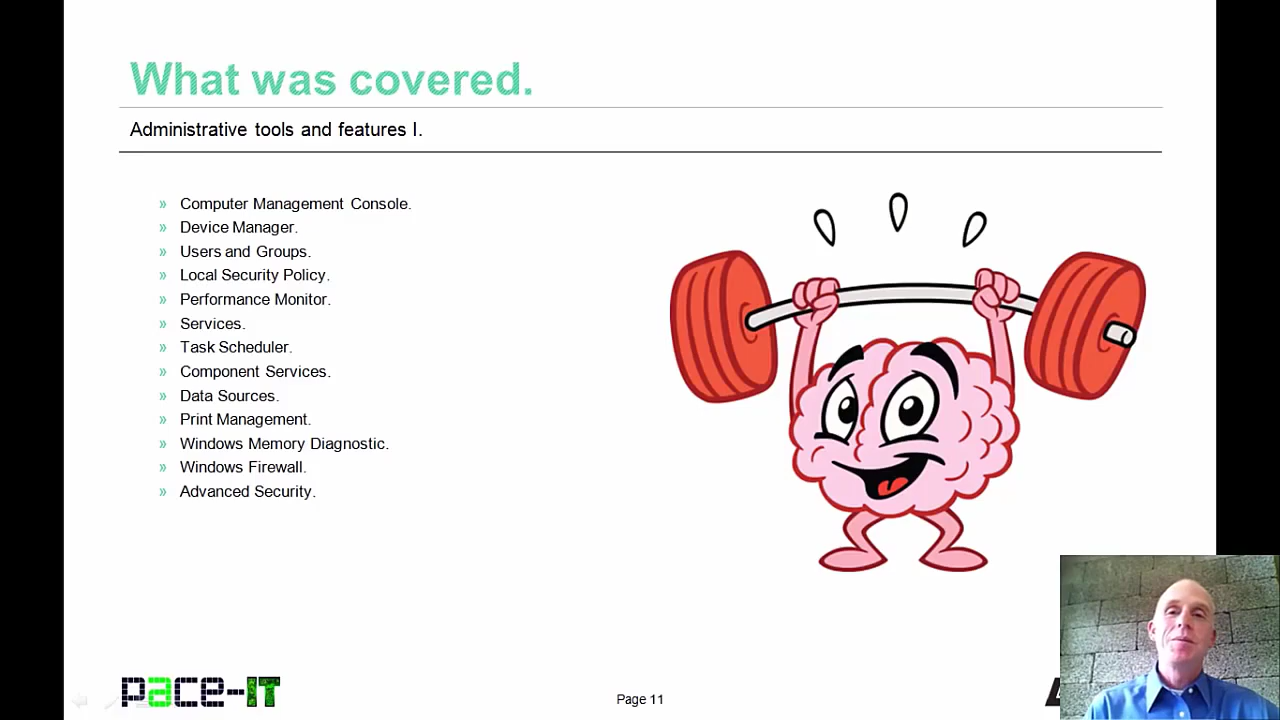 What was covered.
Administrative tools and features I.
» Computer Management Console.
» Device Manager.
» Users and Groups.
» Local Security Policy.
» Performance Monitor.
» Services.
» Task Scheduler.
» Component Services.
» Data Sources.
» Print Management.
» Windows Memory Diagnostic.
» Windows Firewall.
» Advanced Security.
pace-IT
Page 11